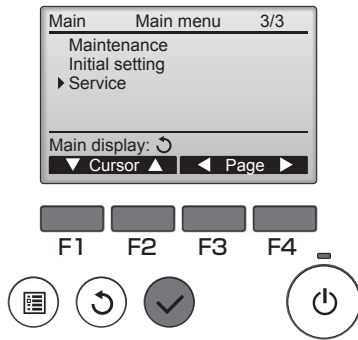 Main Main menu 3/3
Maintenance
Initial setting
Service
Main display:
Cursor Page
F1 F2 F3 F4